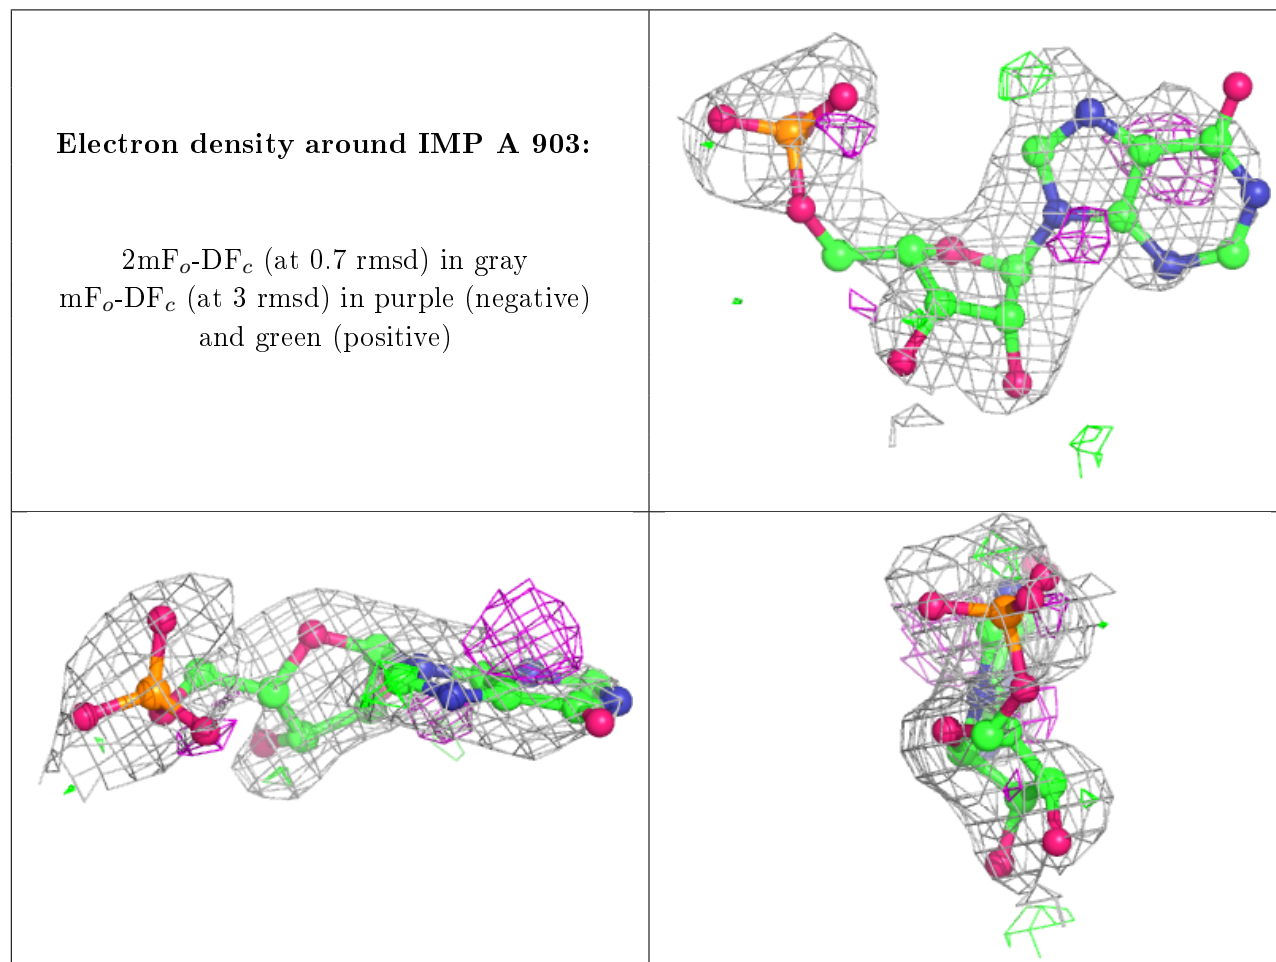 Electron density around IMP A 903:
2mFo-DFc (at 0.7 rmsd) in gray
mFo-DFc (at 3 rmsd) in purple (negative)
and green (positive)